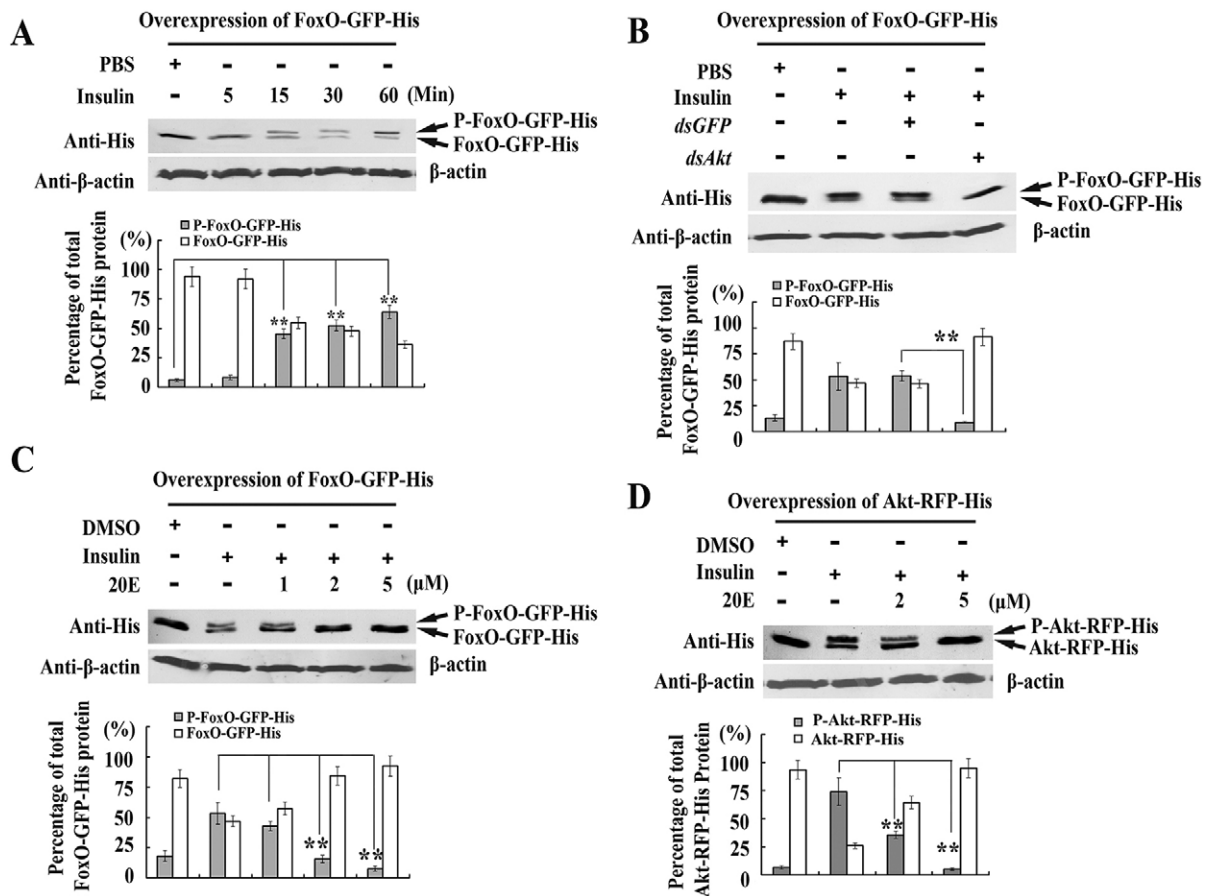 A
Overexpression of FoxO-GFP-His
PBS + - - - -
Insulin - 5 15 30 60 (Min)
Anti-His
P-FoxO-GFP-His
FoxO-GFP-His
Anti-β-actin
β-actin
(%)
P-FoxO-GFP-His
FoxO-GFP-His
Percentage of total
FoxO-GFP-His protein
100
75
50
25
0
** ** **
B
Overexpression of FoxO-GFP-His
PBS + - - -
Insulin - + + +
dsGFP - - + -
dsAkt - - - +
Anti-His
P-FoxO-GFP-His
FoxO-GFP-His
Anti-β-actin
β-actin
(%)
P-FoxO-GFP-His
FoxO-GFP-His
Percentage of total
FoxO-GFP-His protein
100
75
50
25
0
**
C
Overexpression of FoxO-GFP-His
DMSO + - - - -
Insulin - + + + +
20E - - 1 2 5 (μM)
Anti-His
P-FoxO-GFP-His
FoxO-GFP-His
Anti-β-actin
β-actin
(%)
P-FoxO-GFP-His
FoxO-GFP-His
Percentage of total
FoxO-GFP-His protein
100
75
50
25
0
** **
D
Overexpression of Akt-RFP-His
DMSO + - - -
Insulin - + + +
20E - - 2 5 (μM)
Anti-His
P-Akt-RFP-His
Akt-RFP-His
Anti-β-actin
β-actin
(%)
P-Akt-RFP-His
Akt-RFP-His
Percentage of total
Akt-RFP-His Protein
100
75
50
25
0
** **